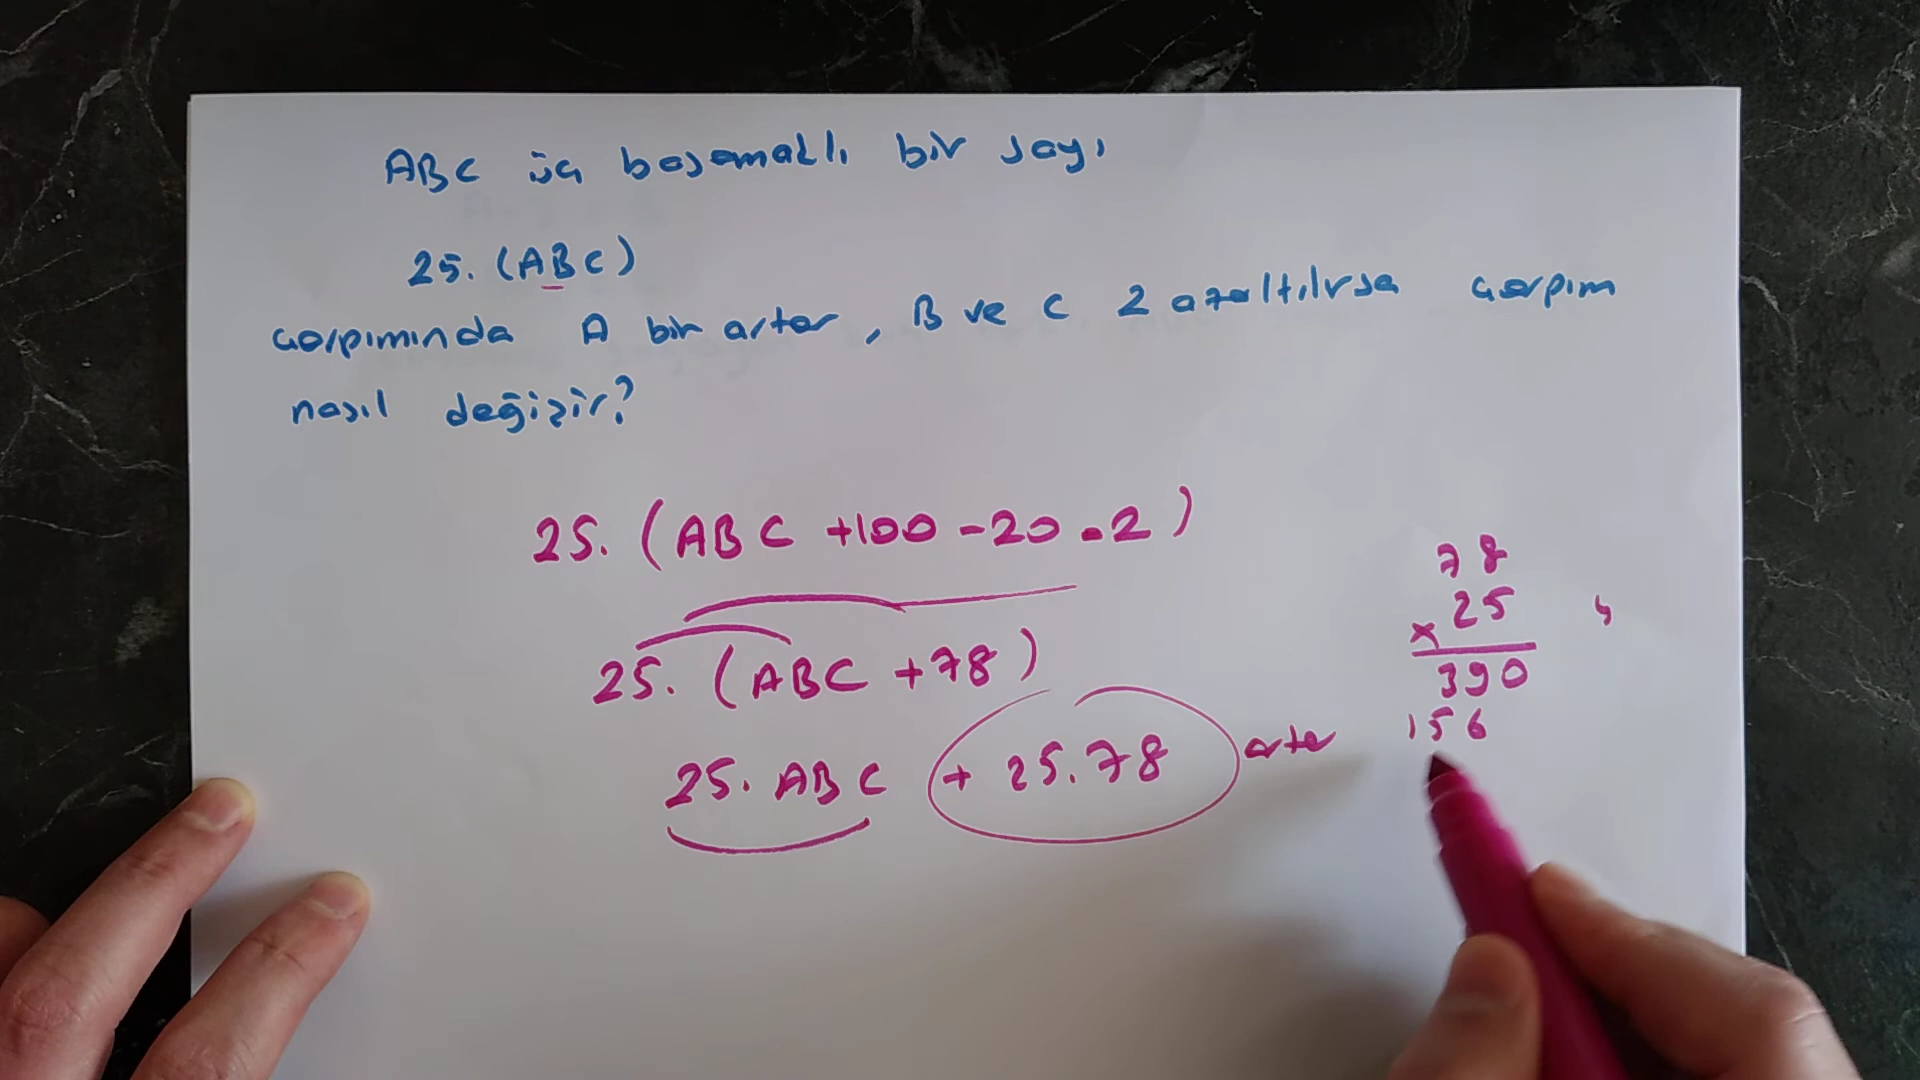 ABC üç basamaklı bir sayı
25. (ABC)
çarpımında A bir artar, B ve C 2 azaltılırsa çarpım
nasıl değişir?
25. (ABC +100 -20 -2)
25. (ABC +78)
25. ABC + 25.78 artar
78
x 25
390
156